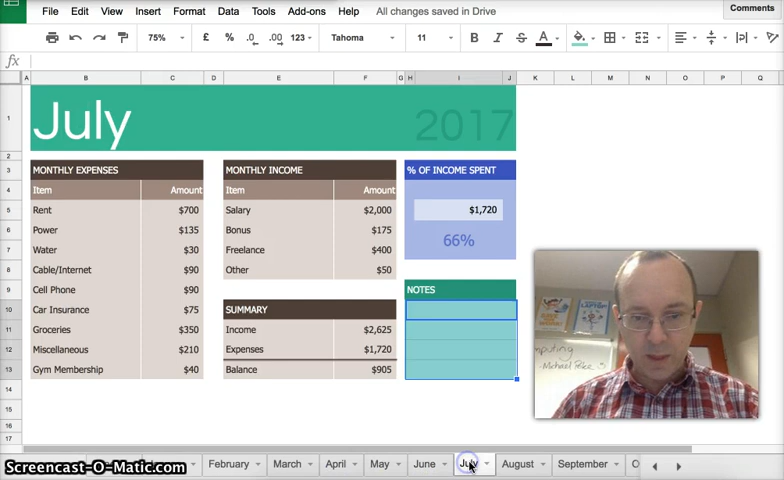 Comments
File Edit View Insert Format Data Tools Add-ons Help All changes saved in Drive
75% £ % .0 .00 123 Tahoma 11 B I S A
fx
A B C D E F G H I J K L M N O P Q
1 July 2017
2
3 MONTHLY EXPENSES MONTHLY INCOME % OF INCOME SPENT
4 Item Amount Item Amount
5 Rent $700 Salary $2,000 $1,720
6 Power $135 Bonus $175 66%
7 Water $30 Freelance $400
8 Cable/Internet $90 Other $50
9 Cell Phone $90 NOTES
10 Car Insurance $75 SUMMARY
11 Groceries $350 Income $2,625
12 Miscellaneous $210 Expenses $1,720
13 Gym Membership $40 Balance $905
14
15
16
17
mputing
- Michael
Screencast-O-Matic.com February March April May June July August September O